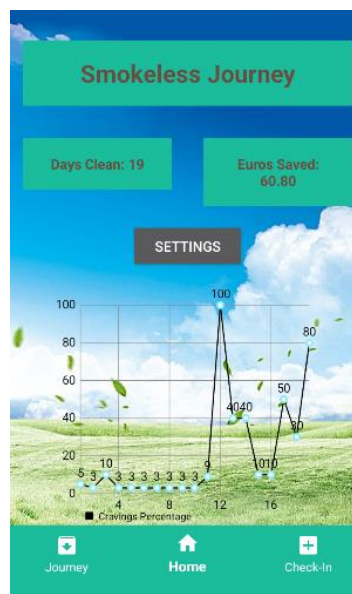 Smokeless Journey
Days Clean: 19
Euros Saved:
60.80
SETTINGS
100
100
80
80
60
50
40
40 40
30
20
10
10 10
9
5 3 3 3 3 3 3 3 3
0
4 8 12 16
Cravings Percentage
Journey Home Check-In